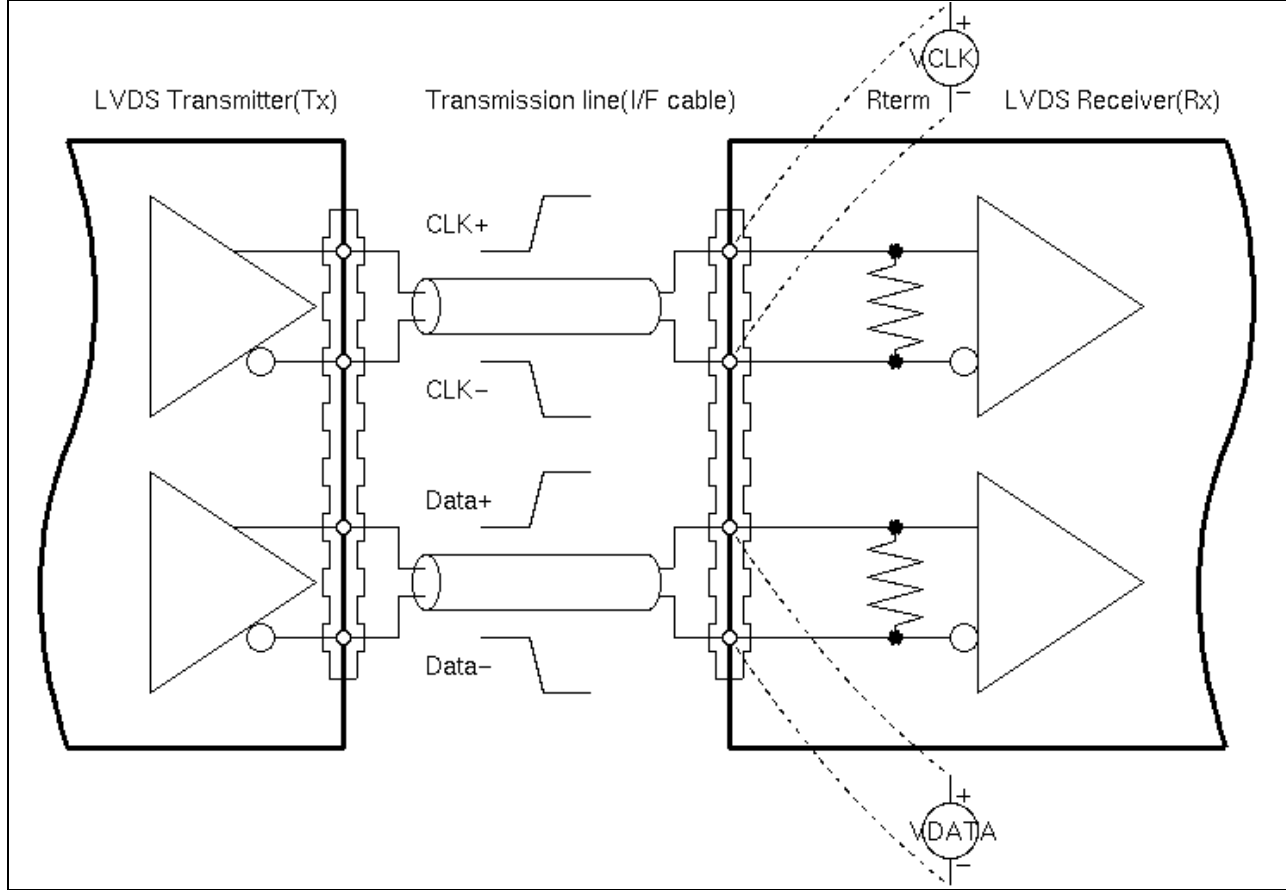 +
VCLK
−
LVDS Transmitter(Tx)
Transmission line(I/F cable)
Rterm
LVDS Receiver(Rx)
CLK+
CLK−
Data+
Data−
+
VDATA
−